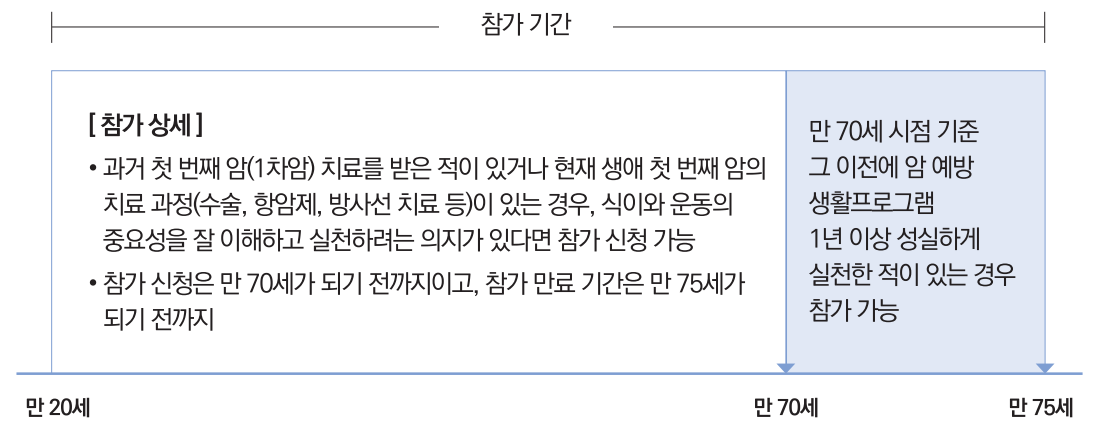 참가 기간
[ 참가 상세 ]
• 과거 첫 번째 암(1차암) 치료를 받은 적이 있거나 현재 생애 첫 번째 암의
치료 과정(수술, 항암제, 방사선 치료 등)이 있는 경우, 식이와 운동의
중요성을 잘 이해하고 실천하려는 의지가 있다면 참가 신청 가능
• 참가 신청은 만 70세가 되기 전까지이고, 참가 만료 기간은 만 75세가
되기 전까지
만 70세 시점 기준
그 이전에 암 예방
생활프로그램
1년 이상 성실하게
실천한 적이 있는 경우
참가 가능
만 20세
만 70세
만 75세